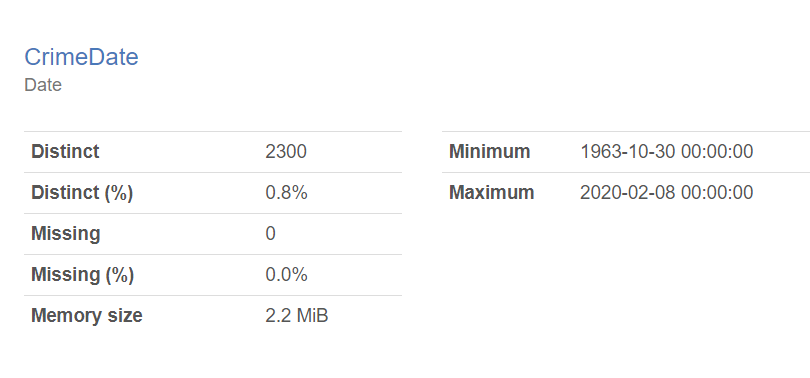 CrimeDate
Date
Distinct 2300
Distinct (%) 0.8%
Missing 0
Missing (%) 0.0%
Memory size 2.2 MiB
Minimum 1963-10-30 00:00:00
Maximum 2020-02-08 00:00:00